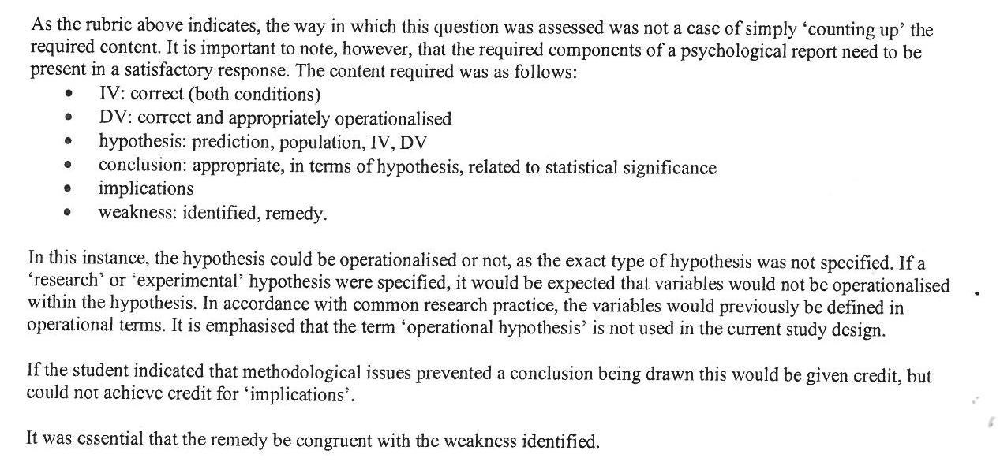 As the rubric above indicates, the way in which this question was assessed was not a case of simply ‘counting up’ the
required content. It is important to note, however, that the required components of a psychological report need to be
present in a satisfactory response. The content required was as follows:
• IV: correct (both conditions)
• DV: correct and appropriately operationalised
• hypothesis: prediction, population, IV, DV
• conclusion: appropriate, in terms of hypothesis, related to statistical significance
• implications
• weakness: identified, remedy.
In this instance, the hypothesis could be operationalised or not, as the exact type of hypothesis was not specified. If a
‘research’ or ‘experimental’ hypothesis were specified, it would be expected that variables would not be operationalised
within the hypothesis. In accordance with common research practice, the variables would previously be defined in
operational terms. It is emphasised that the term ‘operational hypothesis’ is not used in the current study design.
If the student indicated that methodological issues prevented a conclusion being drawn this would be given credit, but
could not achieve credit for ‘implications’.
It was essential that the remedy be congruent with the weakness identified.